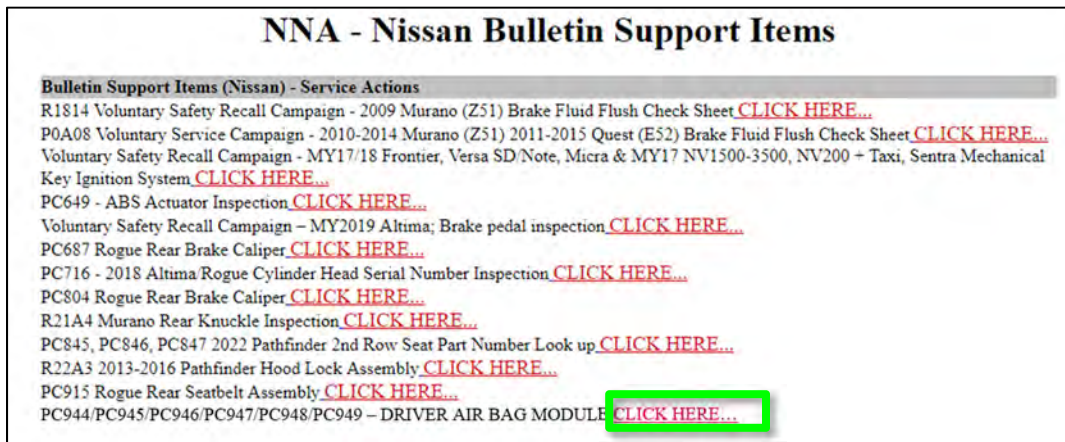 NNA - Nissan Bulletin Support Items
Bulletin Support Items (Nissan) - Service Actions
R1814 Voluntary Safety Recall Campaign - 2009 Murano (Z51) Brake Fluid Flush Check Sheet CLICK HERE...
P0A08 Voluntary Service Campaign - 2010-2014 Murano (Z51) 2011-2015 Quest (E52) Brake Fluid Flush Check Sheet CLICK HERE...
Voluntary Safety Recall Campaign - MY17/18 Frontier, Versa SD/Note, Micra & MY17 NV1500-3500, NV200 + Taxi, Sentra Mechanical
Key Ignition System CLICK HERE...
PC649 - ABS Actuator Inspection CLICK HERE...
Voluntary Safety Recall Campaign – MY2019 Altima; Brake pedal inspection CLICK HERE...
PC687 Rogue Rear Brake Caliper CLICK HERE...
PC716 - 2018 Altima/Rogue Cylinder Head Serial Number Inspection CLICK HERE...
PC804 Rogue Rear Brake Caliper CLICK HERE...
R21A4 Murano Rear Knuckle Inspection CLICK HERE...
PC845, PC846, PC847 2022 Pathfinder 2nd Row Seat Part Number Look up CLICK HERE...
R22A3 2013-2016 Pathfinder Hood Lock Assembly CLICK HERE...
PC915 Rogue Rear Seatbelt Assembly CLICK HERE...
PC944/PC945/PC946/PC947/PC948/PC949 – DRIVER AIR BAG MODULE CLICK HERE...